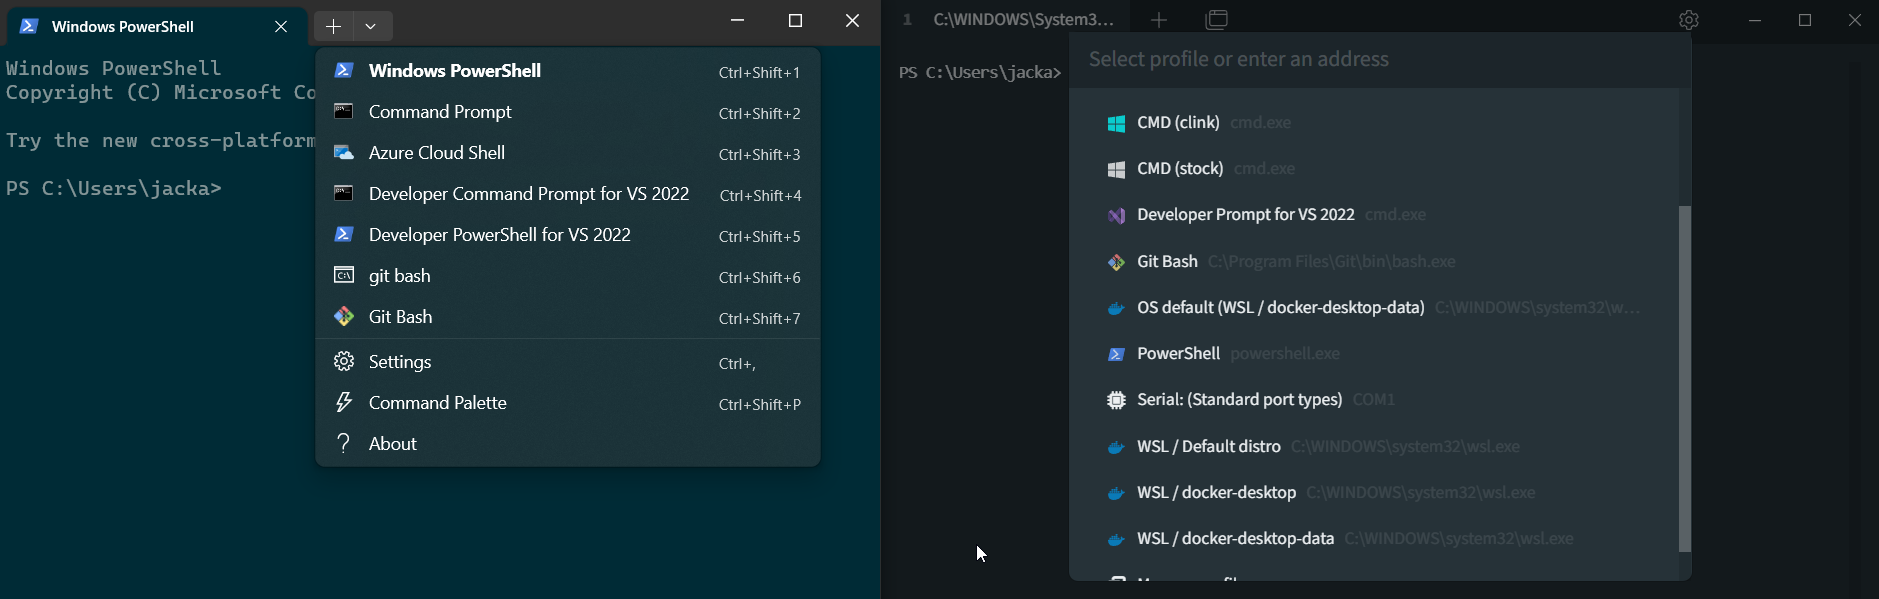 Windows PowerShell
Windows PowerShell
Copyright (C) Microsoft Co
Try the new cross-platform
PS C:\Users\jacka>
Windows PowerShell Ctrl+Shift+1
Command Prompt Ctrl+Shift+2
Azure Cloud Shell Ctrl+Shift+3
Developer Command Prompt for VS 2022 Ctrl+Shift+4
Developer PowerShell for VS 2022 Ctrl+Shift+5
git bash Ctrl+Shift+6
Git Bash Ctrl+Shift+7
Settings Ctrl+,
Command Palette Ctrl+Shift+P
About
1 C:\WINDOWS\System3...
PS C:\Users\jacka>
Select profile or enter an address
CMD (clink) cmd.exe
CMD (stock) cmd.exe
Developer Prompt for VS 2022 cmd.exe
Git Bash C:\Program Files\Git\bin\bash.exe
OS default (WSL / docker-desktop-data) C:\WINDOWS\system32\w...
PowerShell powershell.exe
Serial: (Standard port types) COM1
WSL / Default distro C:\WINDOWS\system32\wsl.exe
WSL / docker-desktop C:\WINDOWS\system32\wsl.exe
WSL / docker-desktop-data C:\WINDOWS\system32\wsl.exe